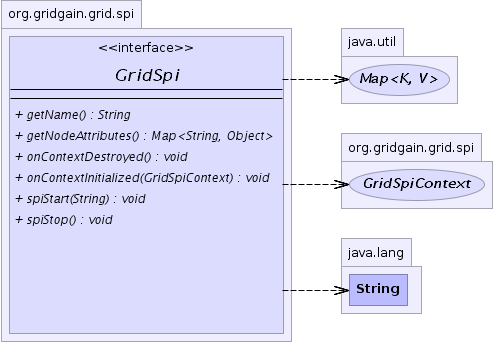 org.gridgain.grid.spi
<<interface>>
GridSpi
+ getName() : String
+ getNodeAttributes() : Map<String, Object>
+ onContextDestroyed() : void
+ onContextInitialized(GridSpiContext) : void
+ spiStart(String) : void
+ spiStop() : void
java.util
Map<K, V>
org.gridgain.grid.spi
GridSpiContext
java.lang
String